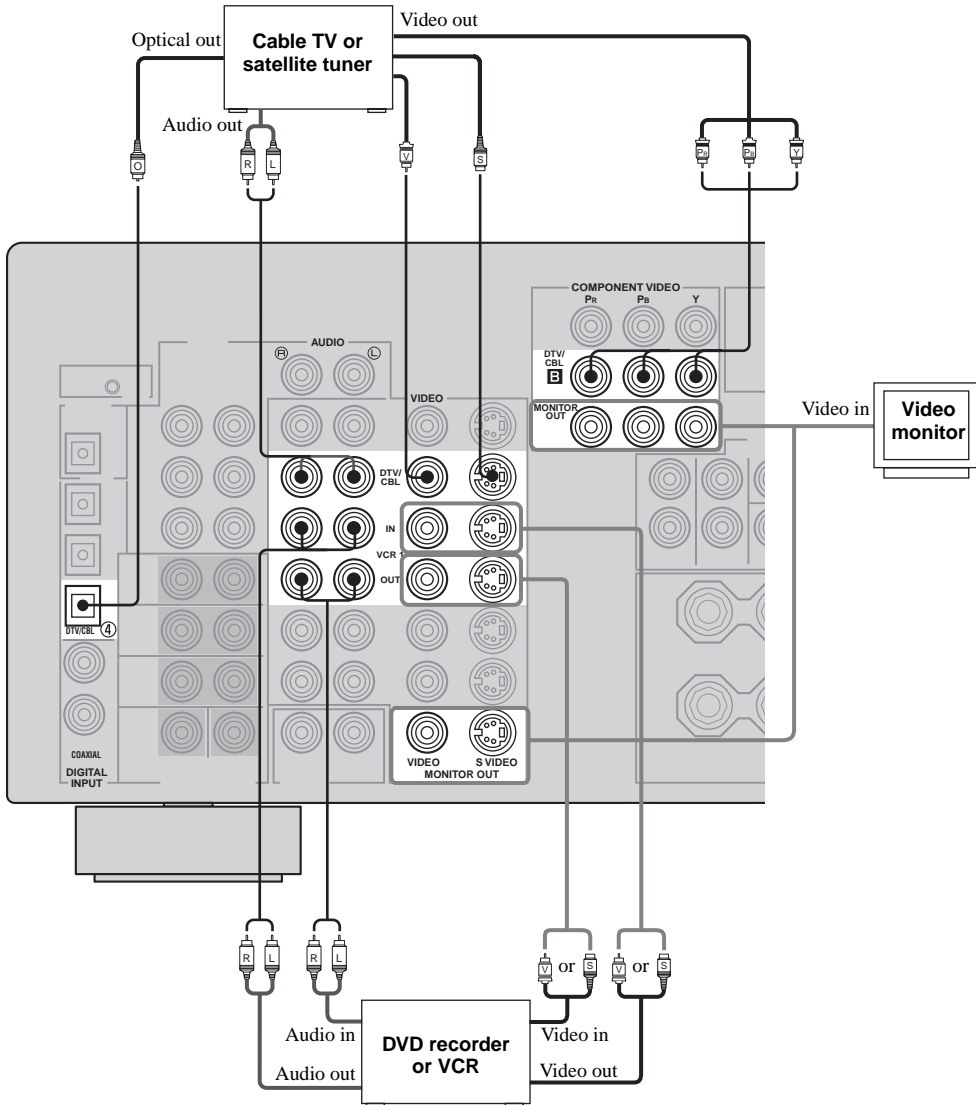 Video out
Optical out
Cable TV or
satellite tuner
Audio out
O
R
L
V
S
PR
PB
Y
COMPONENT VIDEO
PR
PB
Y
AUDIO
R
L
DTV/
CBL
B
VIDEO
MONITOR
OUT
Video in
Video
monitor
DTV/
CBL
IN
VCR 1
OUT
DTV/CBL
④
COAXIAL
DIGITAL
INPUT
VIDEO
S VIDEO
MONITOR OUT
R
L
R
L
V
or
S
V
or
S
Audio in
Video in
DVD recorder
or VCR
Audio out
Video out